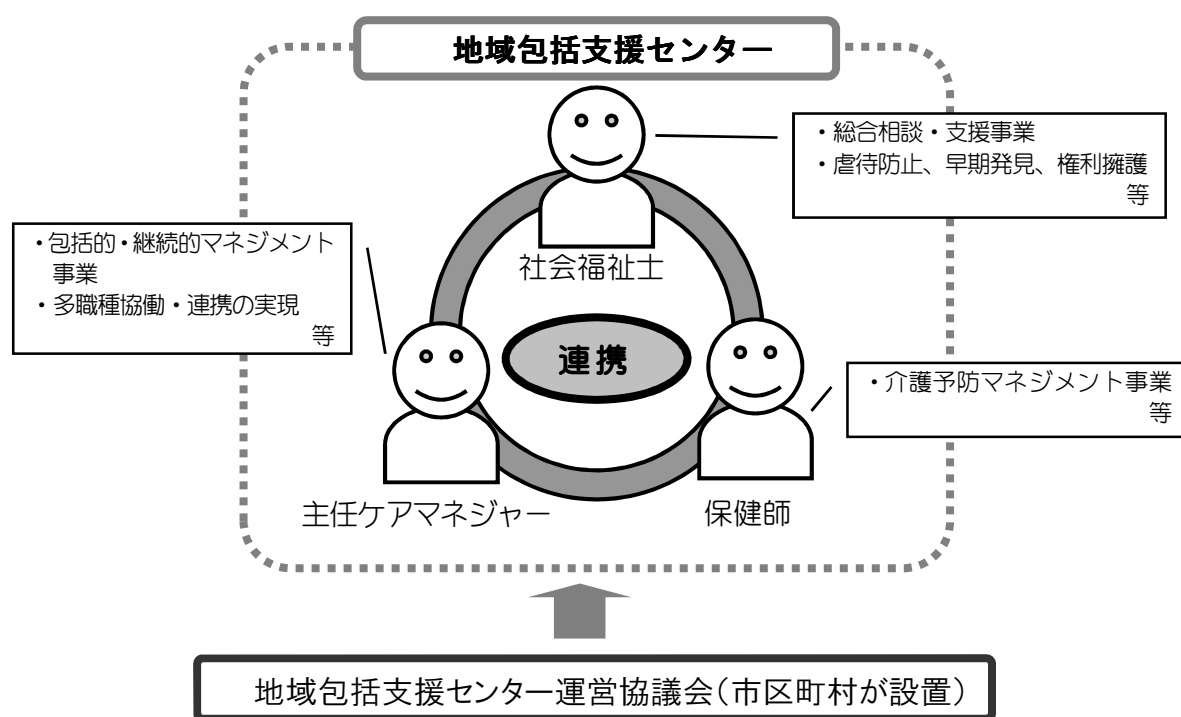 地域包括支援センター
・総合相談・支援事業
・虐待防止、早期発見、権利擁護
等
・包括的・継続的マネジメント
事業
・多職種協働・連携の実現
等
社会福祉士
連携
・介護予防マネジメント事業
等
主任ケアマネジャー
保健師
地域包括支援センター運営協議会(市区町村が設置)